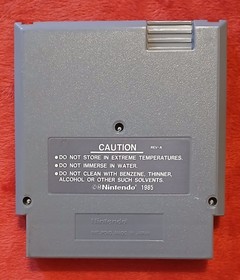 CAUTION REV-A
• DO NOT STORE IN EXTREME TEMPERATURES.
• DO NOT IMMERSE IN WATER.
• DO NOT CLEAN WITH BENZENE, THINNER,
ALCOHOL OR OTHER SUCH SOLVENTS.
©®Nintendo® 1985
Nintendo